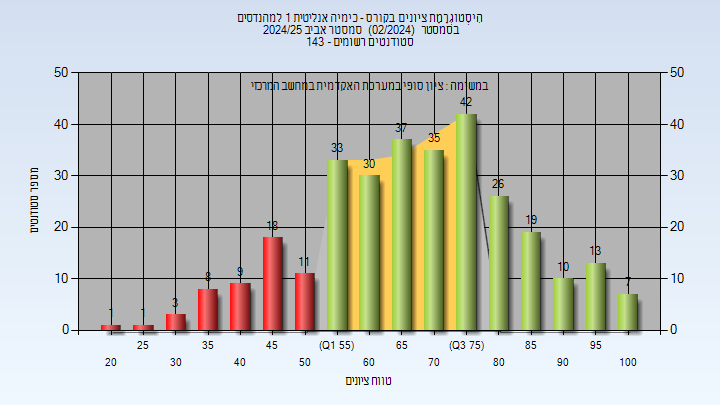 היסטוגרמת ציונים בקורס - כימיה אנליטית 1 למהנדסים
בסמסטר (02/2024) סמסטר אביב 2024/25
סטודנטים רשומים - 143
במשימה : ציון סופי במערכת האקדמית במחשב המרכזי
מספר סטודנטים
50 50
40 40
30 30
20 20
10 10
0 0
1 1 3 8 9 18 11 33 30 37 35 42 26 19 10 13 7
25 35 45 (Q1 55) 65 (Q3 75) 85 95
20 30 40 50 60 70 80 90 100
טווח ציונים